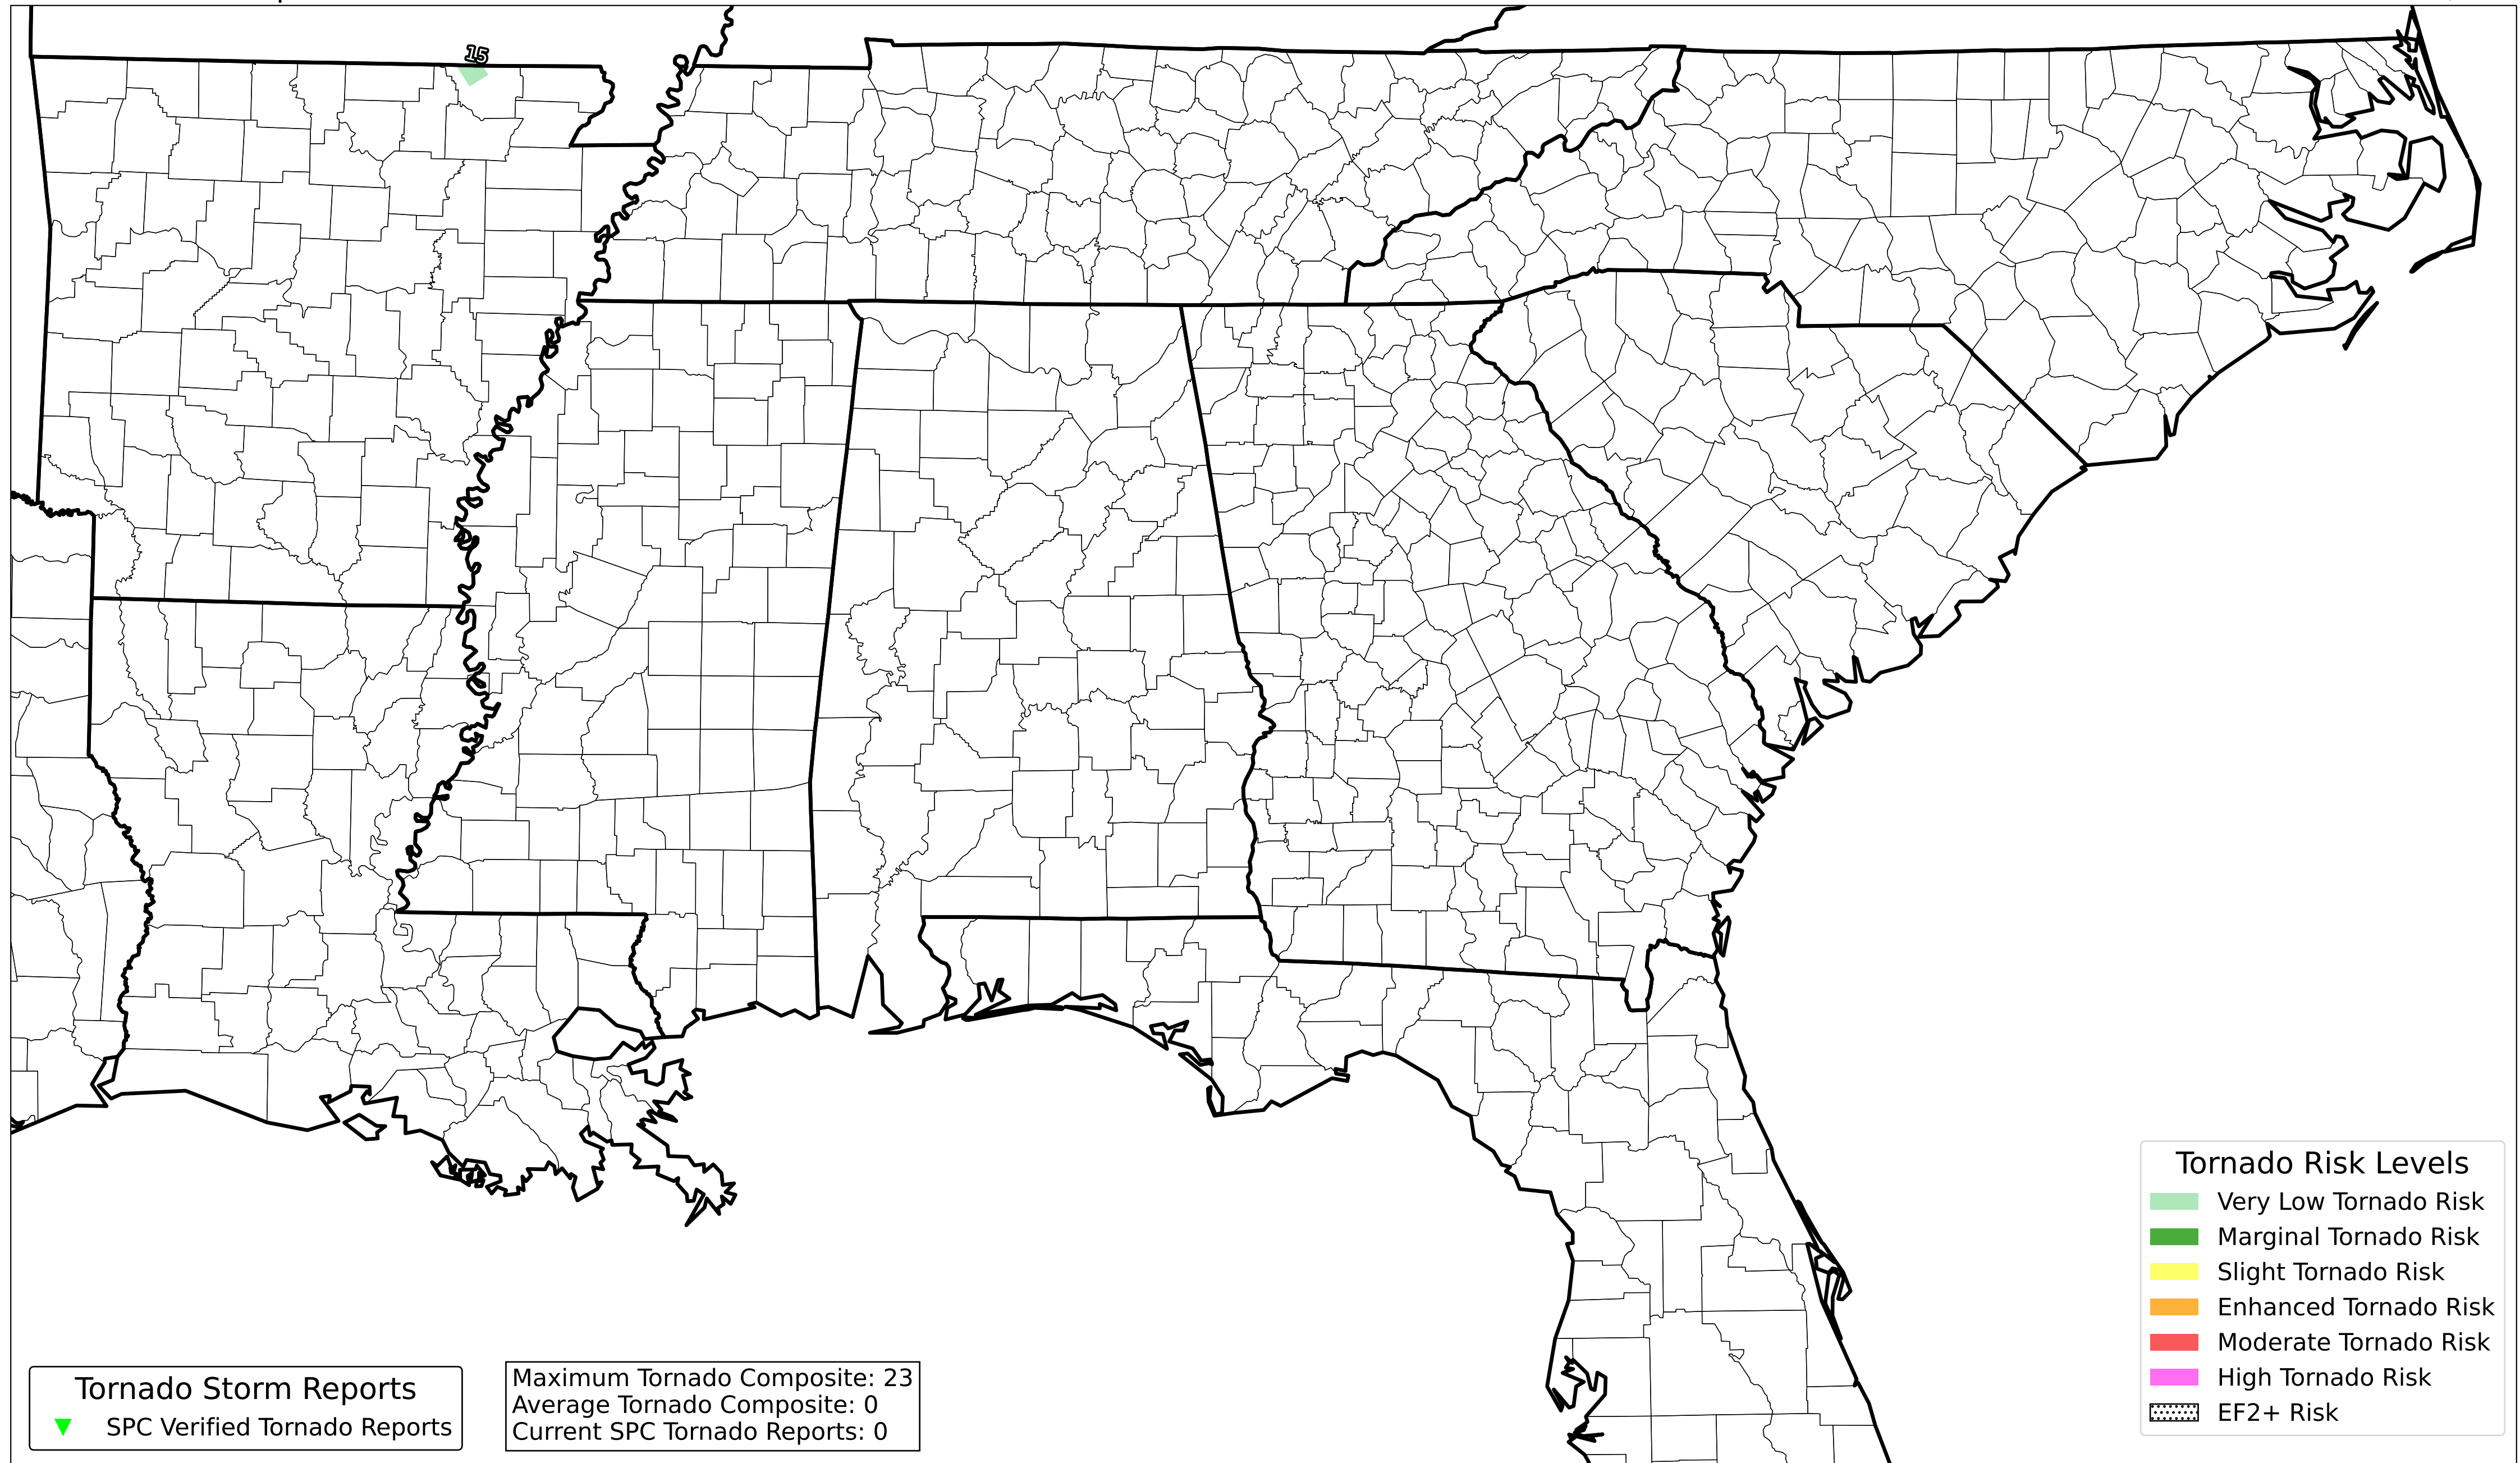 15
Tornado Risk Levels
Very Low Tornado Risk
Marginal Tornado Risk
Slight Tornado Risk
Enhanced Tornado Risk
Moderate Tornado Risk
High Tornado Risk
EF2+ Risk
Tornado Storm Reports
SPC Verified Tornado Reports
Maximum Tornado Composite: 23
Average Tornado Composite: 0
Current SPC Tornado Reports: 0